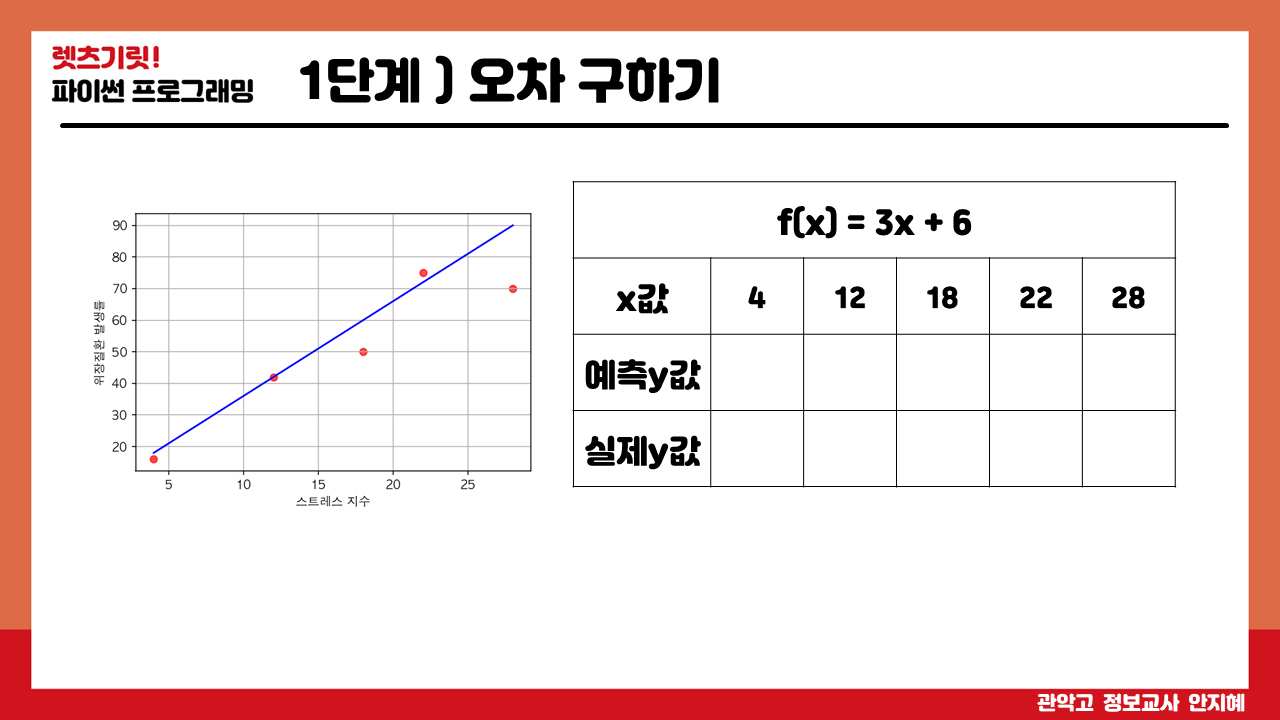 렛츠기릿!
파이썬 프로그래밍
1단계 ) 오차 구하기
90
80
70
60
50
40
30
20
위장질환 발생률
5 10 15 20 25
스트레스 지수
f(x) = 3x + 6
x값 4 12 18 22 28
예측y값
실제y값
관악고 정보교사 안지혜